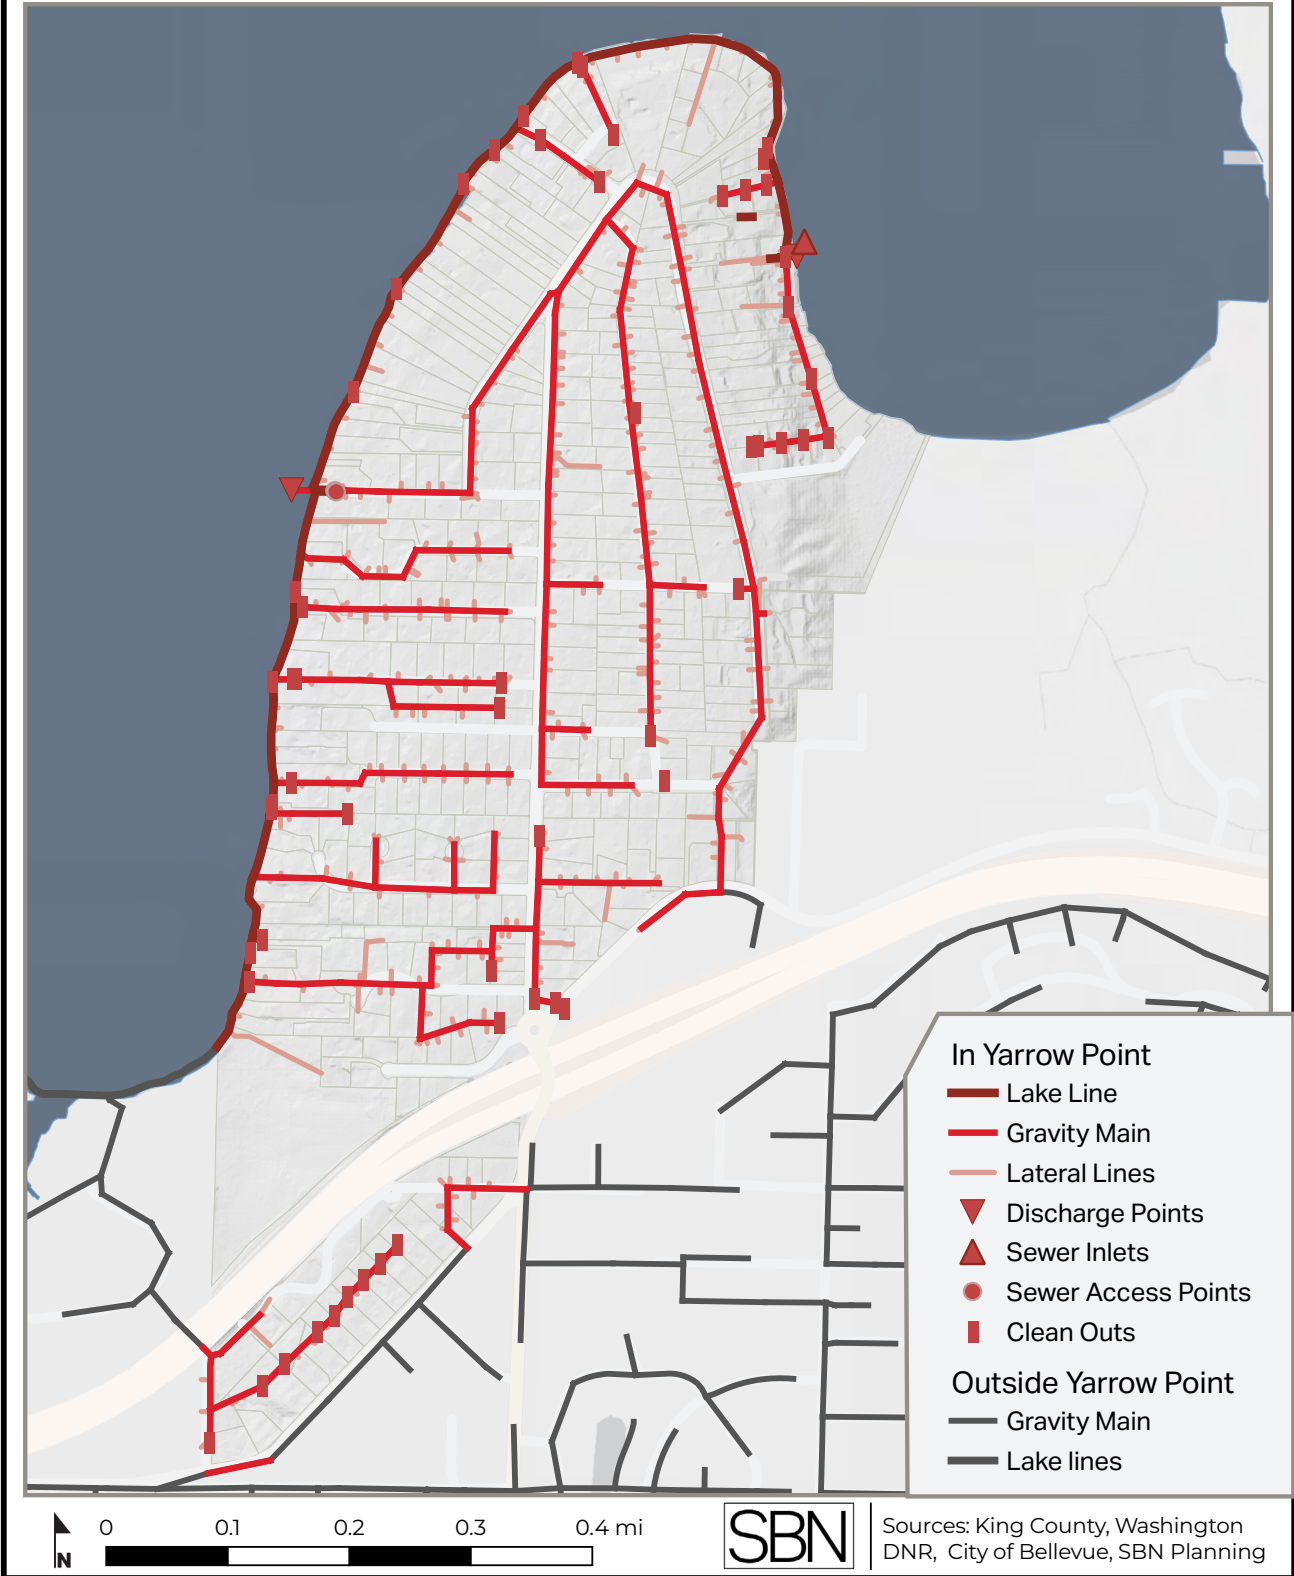 In Yarrow Point
Lake Line
Gravity Main
Lateral Lines
Discharge Points
Sewer Inlets
Sewer Access Points
Clean Outs
Outside Yarrow Point
Gravity Main
Lake lines
N
0 0.1 0.2 0.3 0.4 mi
SBN
Sources: King County, Washington
DNR, City of Bellevue, SBN Planning